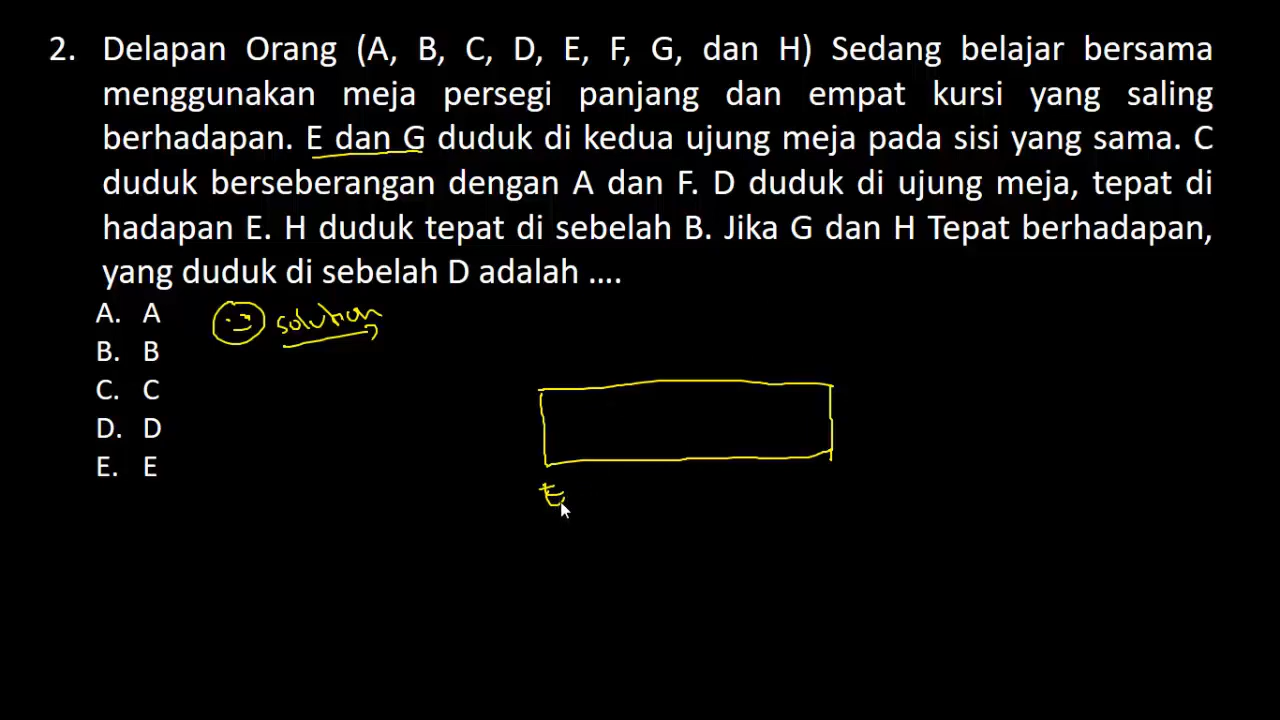 2. Delapan Orang (A, B, C, D, E, F, G, dan H) Sedang belajar bersama
menggunakan meja persegi panjang dan empat kursi yang saling
berhadapan. E dan G duduk di kedua ujung meja pada sisi yang sama. C
duduk berseberangan dengan A dan F. D duduk di ujung meja, tepat di
hadapan E. H duduk tepat di sebelah B. Jika G dan H Tepat berhadapan,
yang duduk di sebelah D adalah ....
A. A
B. B
C. C
D. D
E. E
solution
E